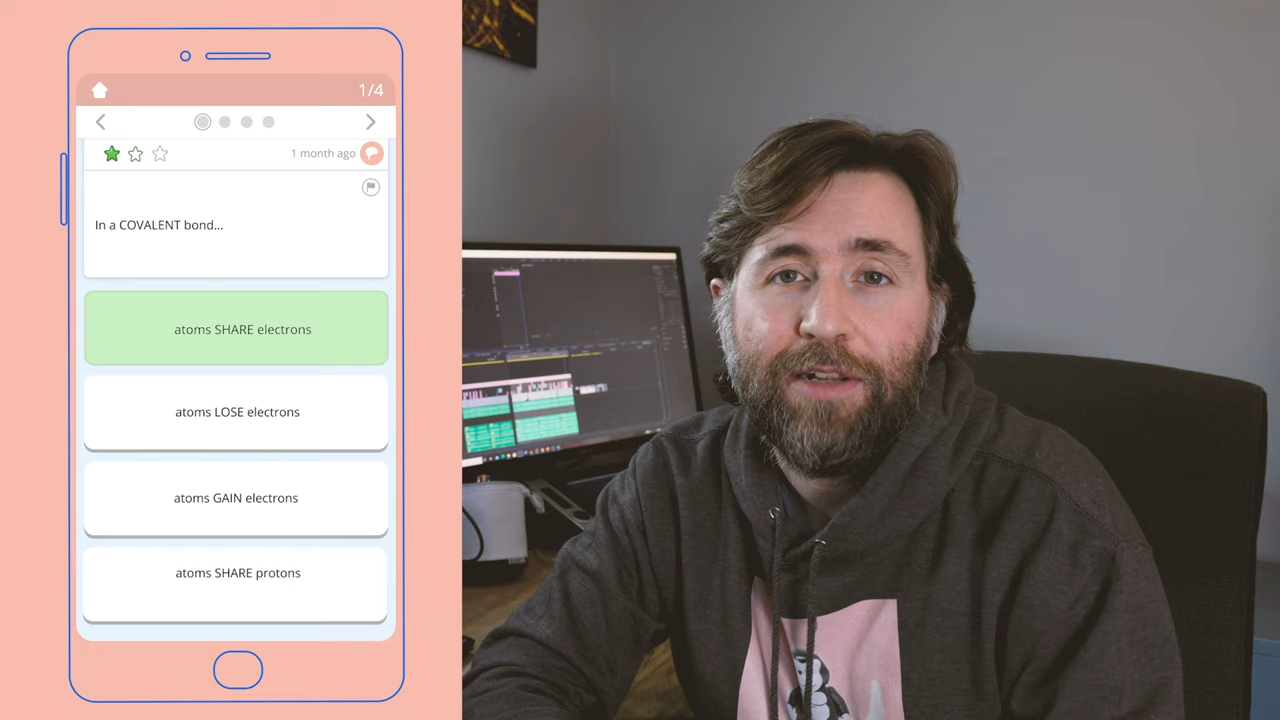 1/4
1 month ago
In a COVALENT bond...
atoms SHARE electrons
atoms LOSE electrons
atoms GAIN electrons
atoms SHARE protons